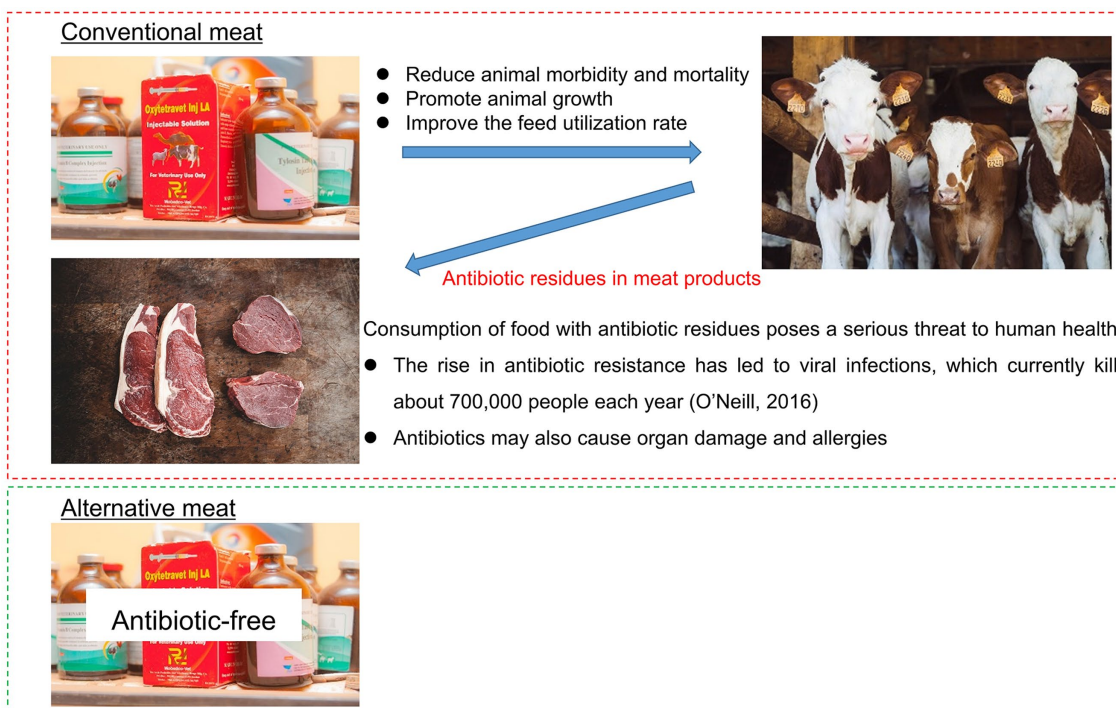 Conventional meat
Oxytetravet Inj LA
Injectable Solution
For Veterinary Use Only
Reduce animal morbidity and mortality
Promote animal growth
Improve the feed utilization rate
Antibiotic residues in meat products
Consumption of food with antibiotic residues poses a serious threat to human health
The rise in antibiotic resistance has led to viral infections, which currently kill
about 700,000 people each year (O’Neill, 2016)
Antibiotics may also cause organ damage and allergies
Alternative meat
Oxytetravet Inj LA
Antibiotic-free